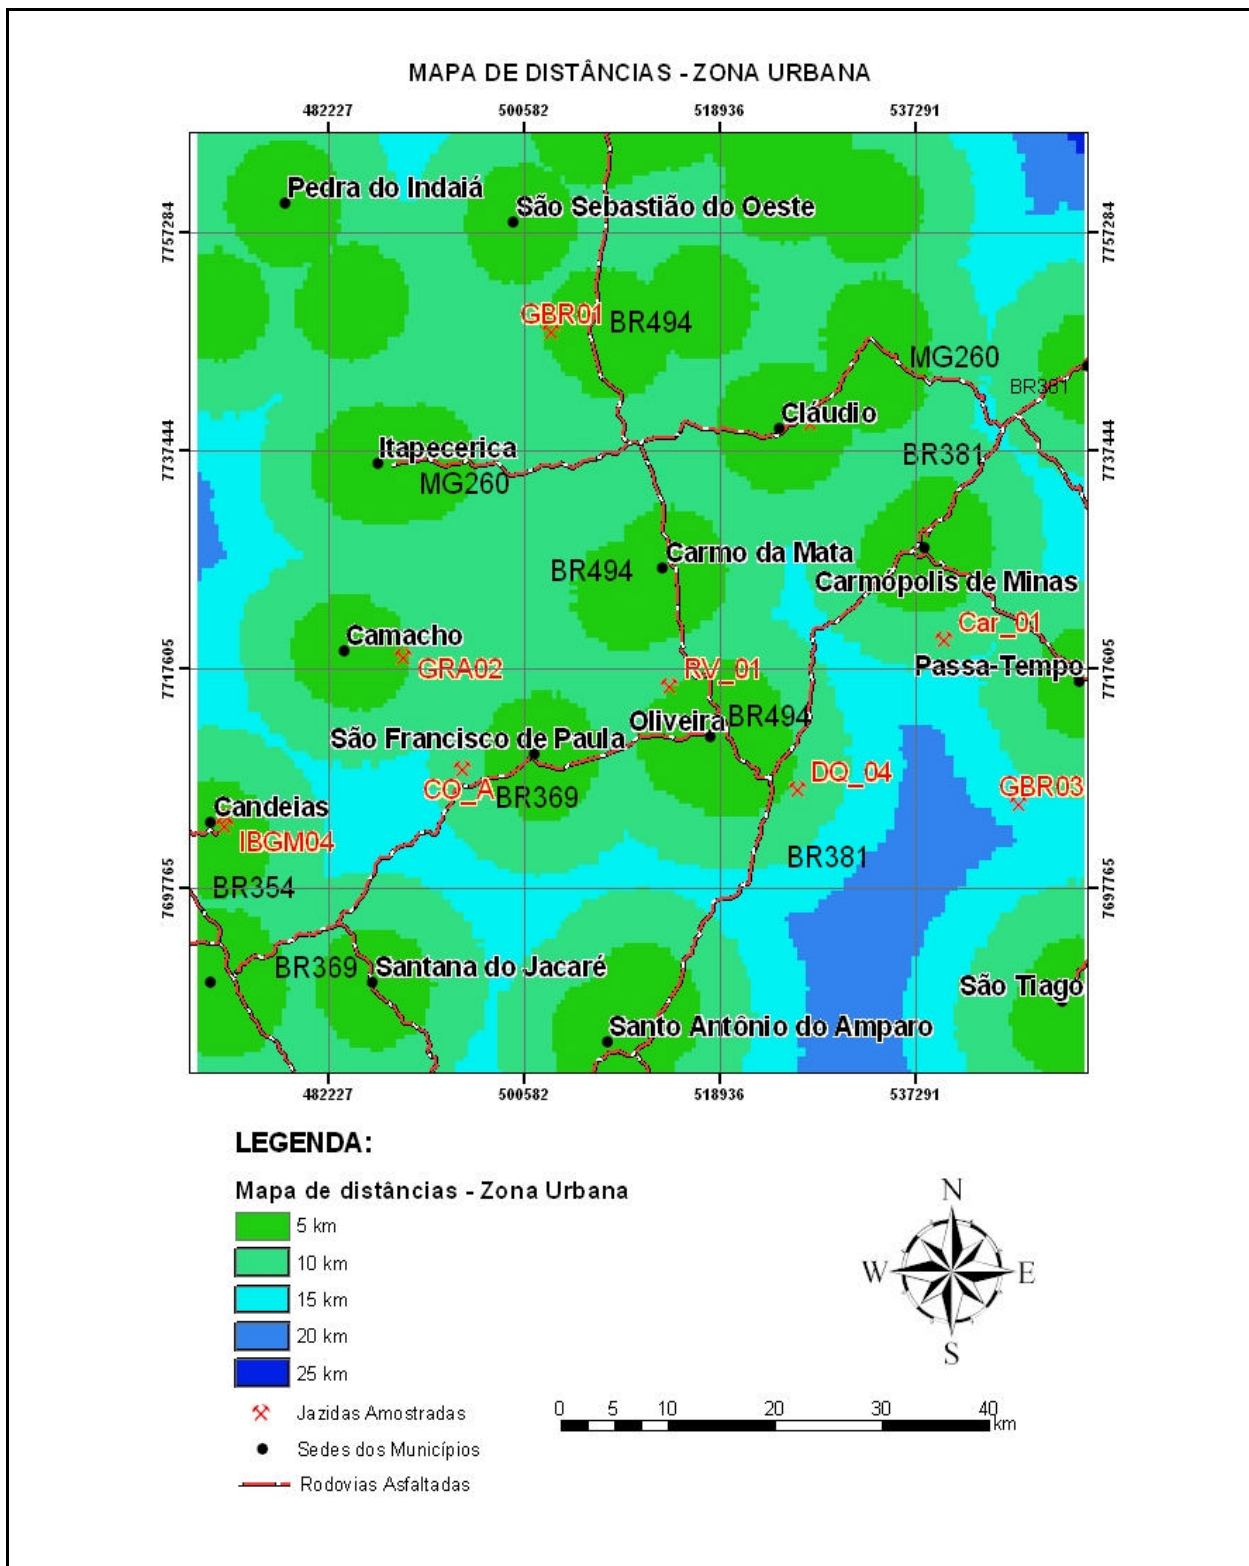 MAPA DE DISTÂNCIAS - ZONA URBANA
482227 500582 518936 537291
Pedra do Indaiá
São Sebastião do Oeste
7757284 7757284
GBR01
BR494
MG260
BR381
Cláudio
Itapecerica
7737444 7737444
BR381
MG260
Carmo da Mata
BR494
Carmópolis de Minas
Car_01
Camacho
GRA02
RV_01
Passa-Tempo
7717605 7717605
Oliveira
BR494
São Francisco de Paula
DQ_04
CO_A
BR369
GBR03
Candeias
IBGM04
BR381
BR354
7697765 7697765
BR369
Santana do Jacaré
São Tiago
Santo Antônio do Amparo
482227 500582 518936 537291
LEGENDA:
Mapa de distâncias - Zona Urbana
5 km
10 km
15 km
20 km
25 km
Jazidas Amostradas
Sedes dos Municípios
Rodovias Asfaltadas
N
W E
S
0 5 10 20 30 40
km